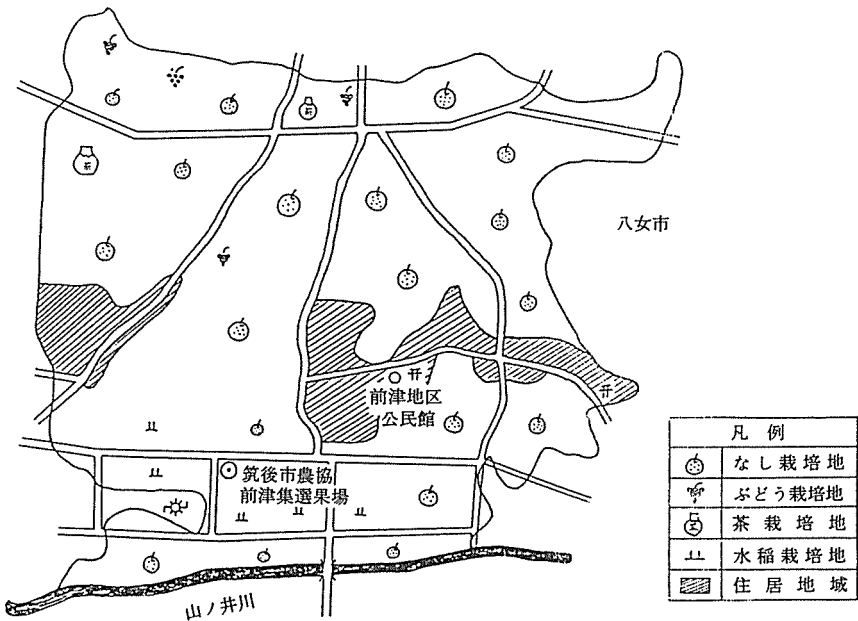 八女市
前津地区
公民館
筑後市農協
前津集選果場
山ノ井川
凡例
なし栽培地
ぶどう栽培地
茶栽培地
水稲栽培地
住居地域